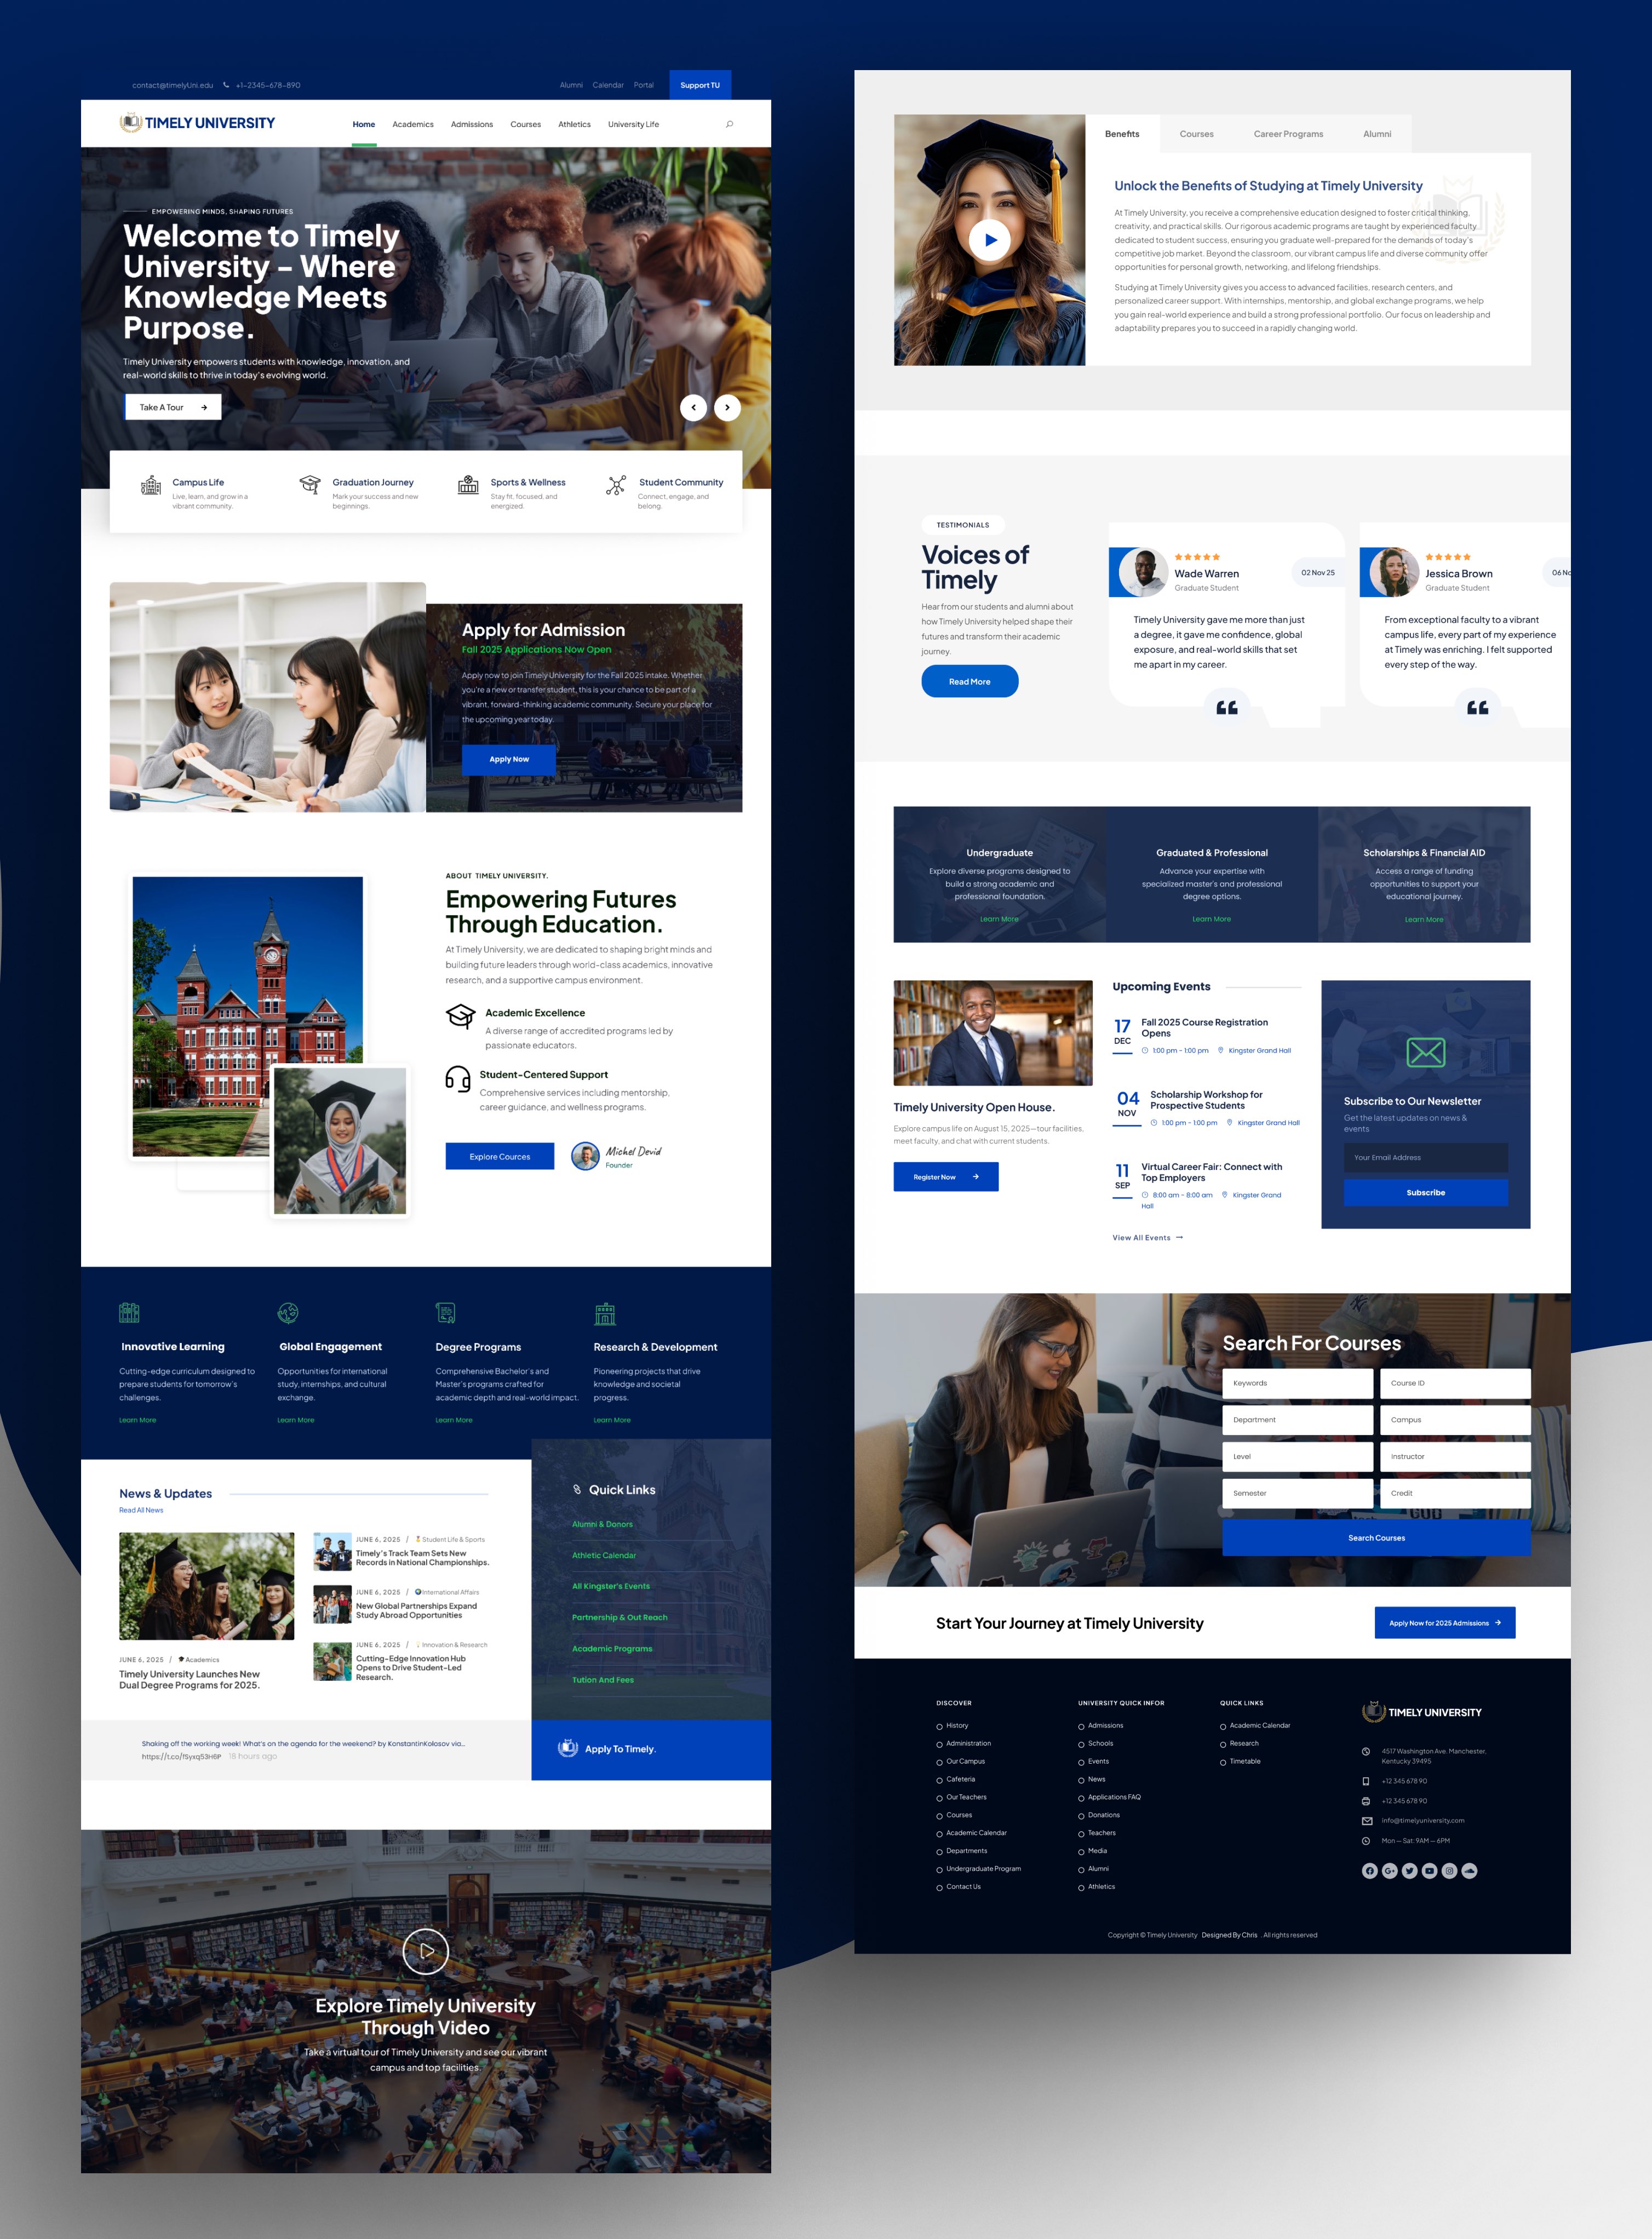 contact@timelyUni.edu +1-2345-678-890
Alumni Calendar Portal Support TU
TIMELY UNIVERSITY
Home Academics Admissions Courses Athletics University Life
EMPOWERING MINDS, SHAPING FUTURES
Welcome to Timely
University – Where
Knowledge Meets
Purpose.
Timely University empowers students with knowledge, innovation, and
real-world skills to thrive in today's evolving world.
Take A Tour
Campus Life
Live, learn, and grow in a
vibrant community.
Graduation Journey
Mark your success and new
beginnings.
Sports & Wellness
Stay fit, focused, and
energized.
Student Community
Connect, engage, and
belong.
Apply for Admission
Fall 2025 Applications Now Open
Apply now to join Timely University for the Fall 2025 intake. Whether
you're a new or transfer student, this is your chance to be part of a
vibrant, forward-thinking academic community. Secure your place for
the upcoming year today.
Apply Now
ABOUT TIMELY UNIVERSITY.
Empowering Futures
Through Education.
At Timely University, we are dedicated to shaping bright minds and
building future leaders through world-class academics, innovative
research, and a supportive campus environment.
Academic Excellence
A diverse range of accredited programs led by
passionate educators.
Student-Centered Support
Comprehensive services including mentorship,
career guidance, and wellness programs.
Explore Cources
Michel Devid
Founder
Innovative Learning
Cutting-edge curriculum designed to
prepare students for tomorrow's
challenges.
Learn More
Global Engagement
Opportunities for international
study, internships, and cultural
exchange.
Learn More
Degree Programs
Comprehensive Bachelor's and
Master's programs crafted for
academic depth and real-world impact.
Learn More
Research & Development
Pioneering projects that drive
knowledge and societal
progress.
Learn More
News & Updates
Read All News
JUNE 6, 2025 / Academics
Timely University Launches New
Dual Degree Programs for 2025.
JUNE 6, 2025 / Student Life & Sports
Timely's Track Team Sets New
Records in National Championships.
JUNE 6, 2025 / International Affairs
New Global Partnerships Expand
Study Abroad Opportunities
JUNE 6, 2025 / Innovation & Research
Cutting-Edge Innovation Hub
Opens to Drive Student-Led
Research.
Quick Links
Alumni & Donors
Athletic Calendar
All Kingster's Events
Partnership & Out Reach
Academic Programs
Tution And Fees
Shaking off the working week! What's on the agenda for the weekend? by KonstantinKolosov via...
18 hours ago
Apply To Timely.
Explore Timely University
Through Video
Take a virtual tour of Timely University and see our vibrant
campus and top facilities.
Benefits Courses Career Programs Alumni
Unlock the Benefits of Studying at Timely University
At Timely University, you receive a comprehensive education designed to foster critical thinking,
creativity, and practical skills. Our rigorous academic programs are taught by experienced faculty
dedicated to student success, ensuring you graduate well-prepared for the demands of today's
competitive job market. Beyond the classroom, our vibrant campus life and diverse community offer
opportunities for personal growth, networking, and lifelong friendships.
Studying at Timely University gives you access to advanced facilities, research centers, and
personalized career support. With internships, mentorship, and global exchange programs, we help
you gain real-world experience and build a strong professional portfolio. Our focus on leadership and
adaptability prepares you to succeed in a rapidly changing world.
TESTIMONIALS
Voices of
Timely
Hear from our students and alumni about
how Timely University helped shape their
futures and transform their academic
journey.
Read More
Wade Warren
Graduate Student
02 Nov 25
Timely University gave me more than just
a degree, it gave me confidence, global
exposure, and real-world skills that set
me apart in my career.
Jessica Brown
Graduate Student
06 No
From exceptional faculty to a vibrant
campus life, every part of my experience
at Timely was enriching. I felt supported
every step of the way.
Undergraduate
Explore diverse programs designed to
build a strong academic and
professional foundation.
Learn More
Graduated & Professional
Advance your expertise with
specialized master's and professional
degree options.
Learn More
Scholarships & Financial AID
Access a range of funding
opportunities to support your
educational journey.
Learn More
Timely University Open House.
Explore campus life on August 15, 2025—tour facilities,
meet faculty, and chat with current students.
Register Now
Upcoming Events
17
DEC
Fall 2025 Course Registration
Opens
1:00 pm - 1:00 pm Kingster Grand Hall
04
NOV
Scholarship Workshop for
Prospective Students
1:00 pm - 1:00 pm Kingster Grand Hall
11
SEP
Virtual Career Fair: Connect with
Top Employers
8:00 am - 8:00 am Kingster Grand
Hall
View All Events
Subscribe to Our Newsletter
Get the latest updates on news &
events
Your Email Address
Subscribe
Search For Courses
Keywords Course ID
Department Campus
Level Instructor
Semester Credit
Search Courses
Start Your Journey at Timely University
Apply Now for 2025 Admissions
DISCOVER
History
Administration
Our Campus
Cafeteria
Our Teachers
Courses
Academic Calendar
Departments
Undergraduate Program
Contact Us
UNIVERSITY QUICK INFOR
Admissions
Schools
Events
News
Applications FAQ
Donations
Teachers
Media
Alumni
Athletics
QUICK LINKS
Academic Calendar
Research
Timetable
TIMELY UNIVERSITY
4517 Washington Ave. Manchester,
Kentucky 39495
+12 345 678 90
+12 345 678 90
info@timelyuniversity.com
Mon — Sat: 9AM — 6PM
Copyright © Timely University Designed By Chris . All rights reserved